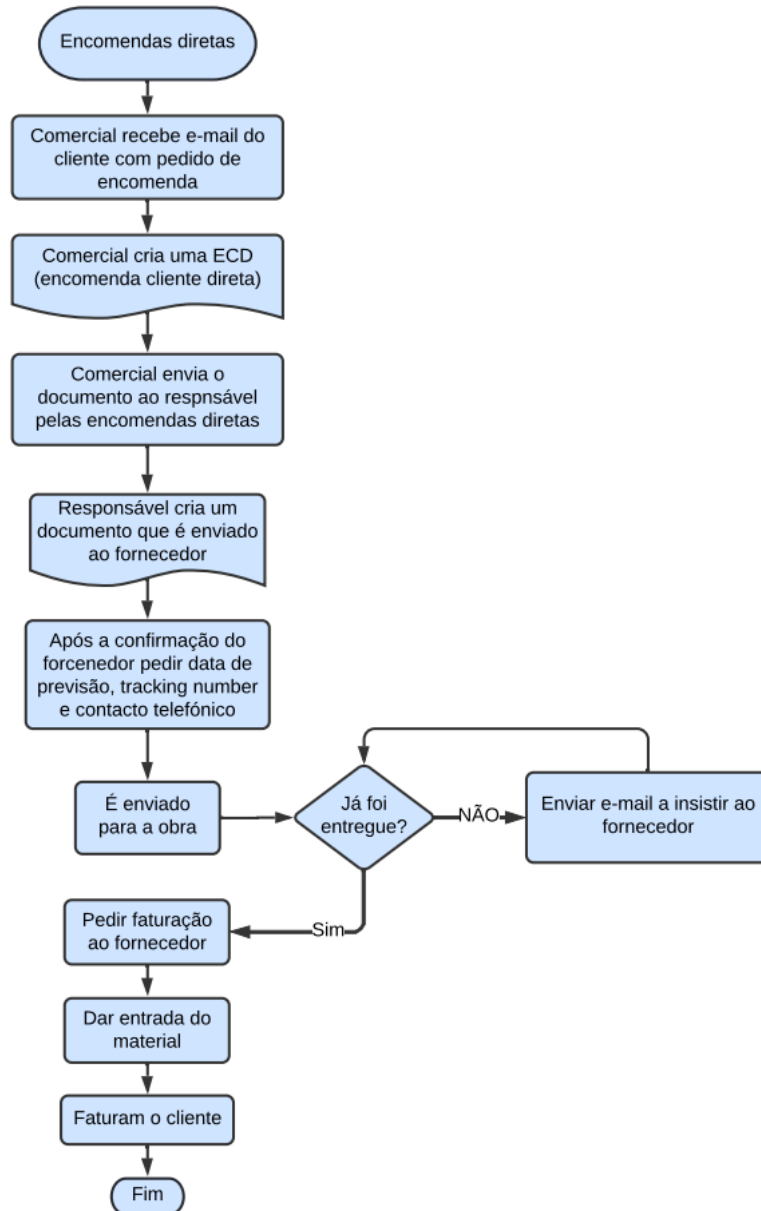 Encomendas diretas
Comercial recebe e-mail do
cliente com pedido de
encomenda
Comercial cria uma ECD
(encomenda cliente direta)
Comercial envia o
documento ao respnsável
pelas encomendas diretas
Responsável cria um
documento que é enviado
ao fornecedor
Após a confirmação do
forcenedor pedir data de
previsão, tracking number
e contacto telefónico
É enviado
para a obra
Já foi
entregue?
NÃO
Enviar e-mail a insistir ao
fornecedor
Sim
Pedir faturação
ao fornecedor
Dar entrada do
material
Faturam o cliente
Fim